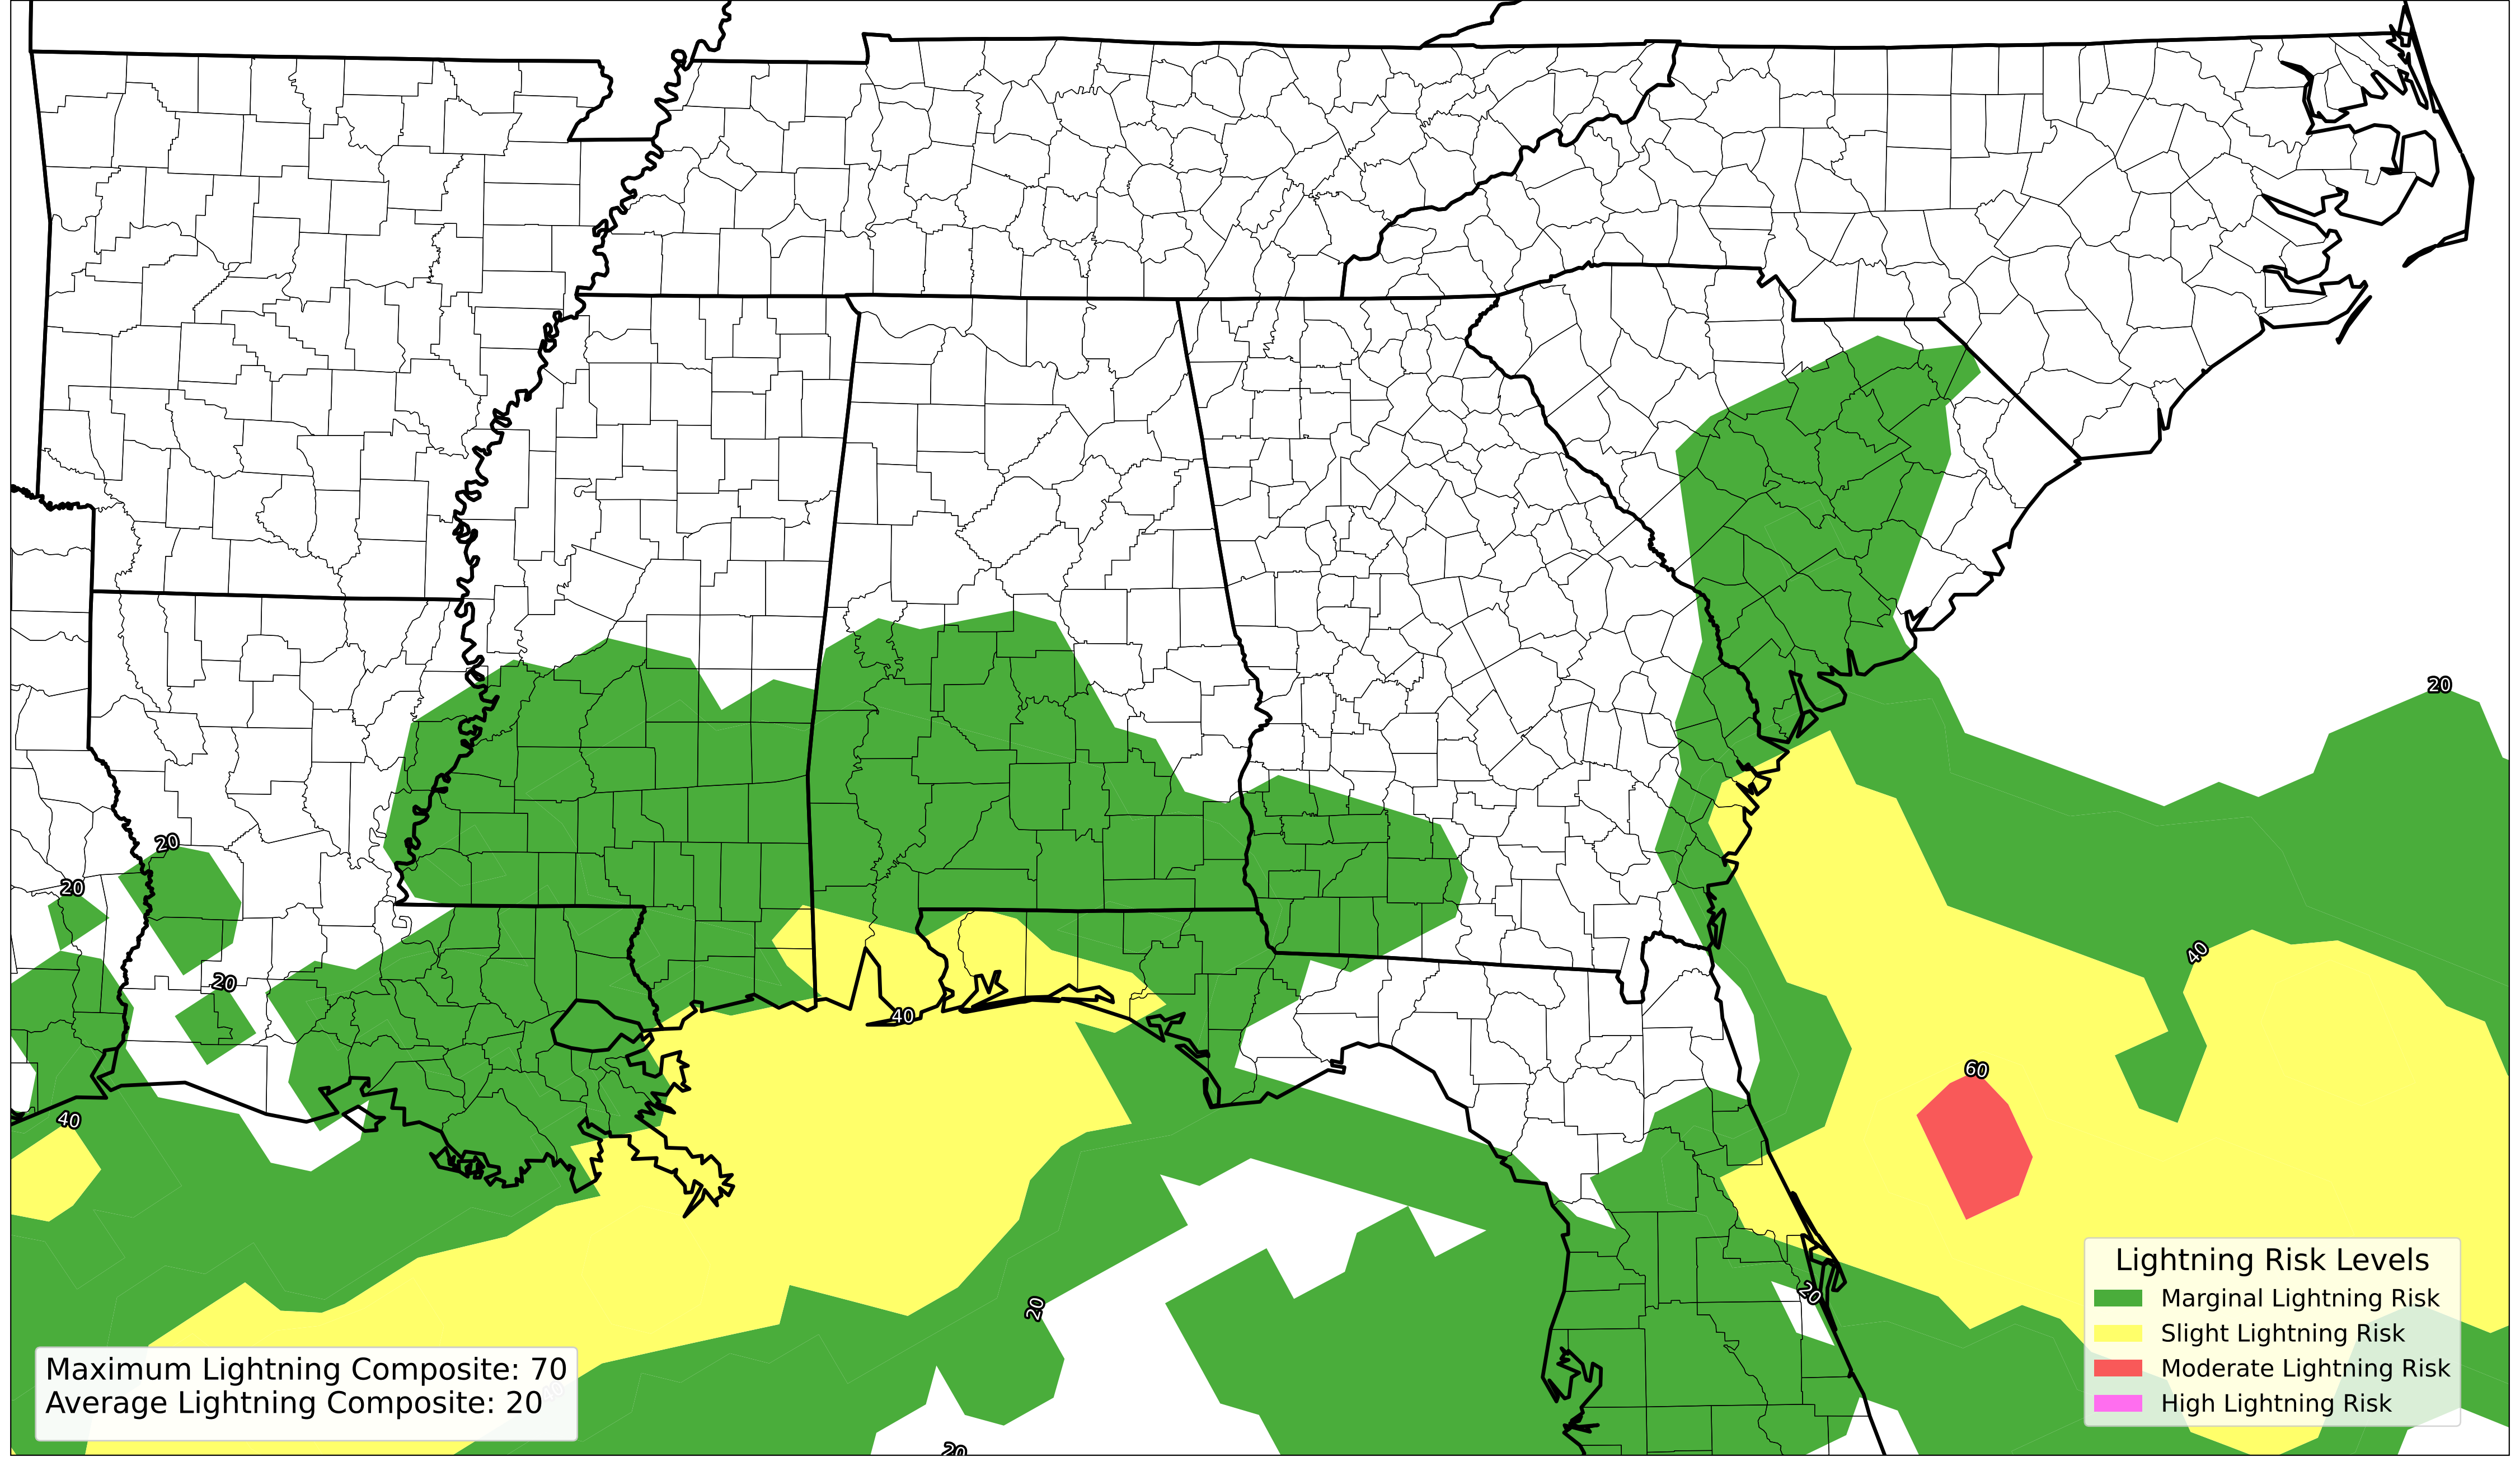 20
20
20
20
40
40
60
40
20
20
20
Lightning Risk Levels
Marginal Lightning Risk
Slight Lightning Risk
Moderate Lightning Risk
High Lightning Risk
Maximum Lightning Composite: 70
Average Lightning Composite: 20